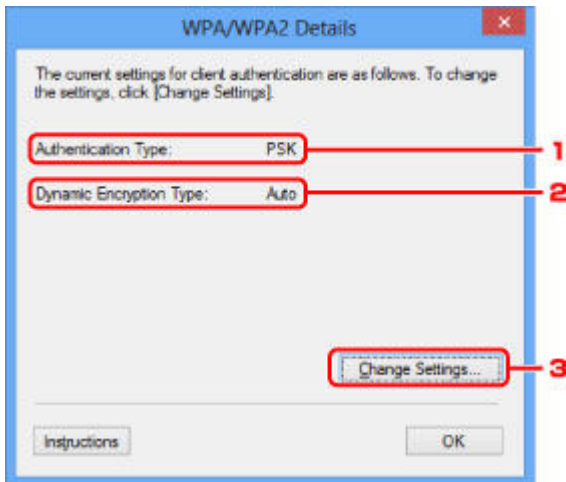 WPA/WPA2 Details
The current settings for client authentication are as follows. To change
the settings, click [Change Settings].
Authentication Type: PSK 1
Dynamic Encryption Type: Auto 2
Change Settings... 3
Instructions OK